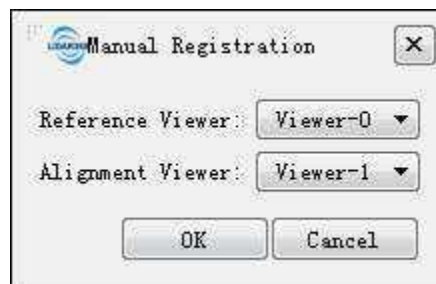 Manual Registration
Reference Viewer: Viewer-0
Alignment Viewer: Viewer-1
OK Cancel